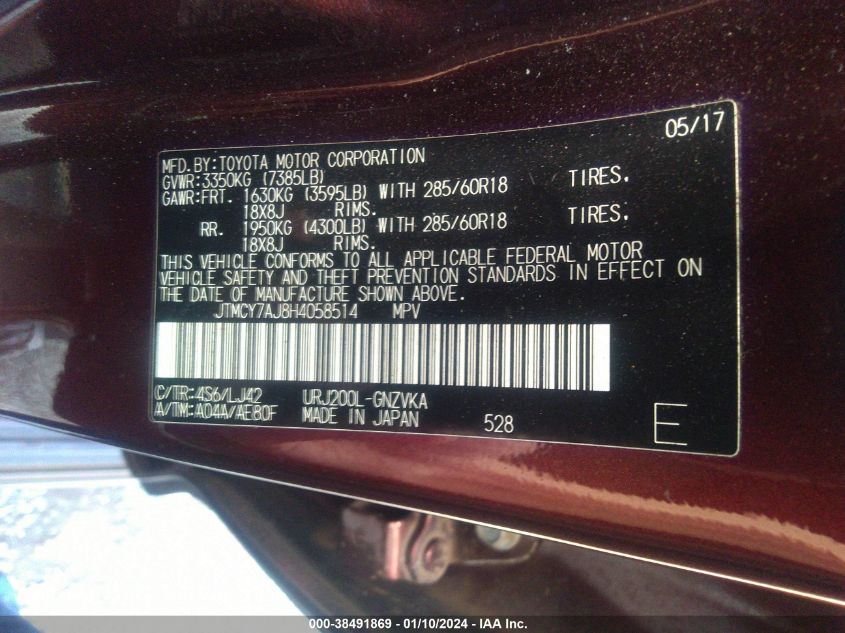 05/17
MFD.BY:TOYOTA MOTOR CORPORATION
GVWR:3350KG (7385LB)
GAWR:FRT. 1630KG (3595LB) WITH 285/60R18 TIRES.
18X8J RIMS.
RR. 1950KG (4300LB) WITH 285/60R18 TIRES.
18X8J RIMS.
THIS VEHICLE CONFORMS TO ALL APPLICABLE FEDERAL MOTOR
VEHICLE SAFETY AND THEFT PREVENTION STANDARDS IN EFFECT ON
THE DATE OF MANUFACTURE SHOWN ABOVE.
JTMCY7AJ8H4058514 MPV
C/TR:4S6/LJ42 URJ200L-GNZVKA
A/TM:A04A/AE80F MADE IN JAPAN 528 E
000-38491869 - 01/10/2024 - IAA Inc.